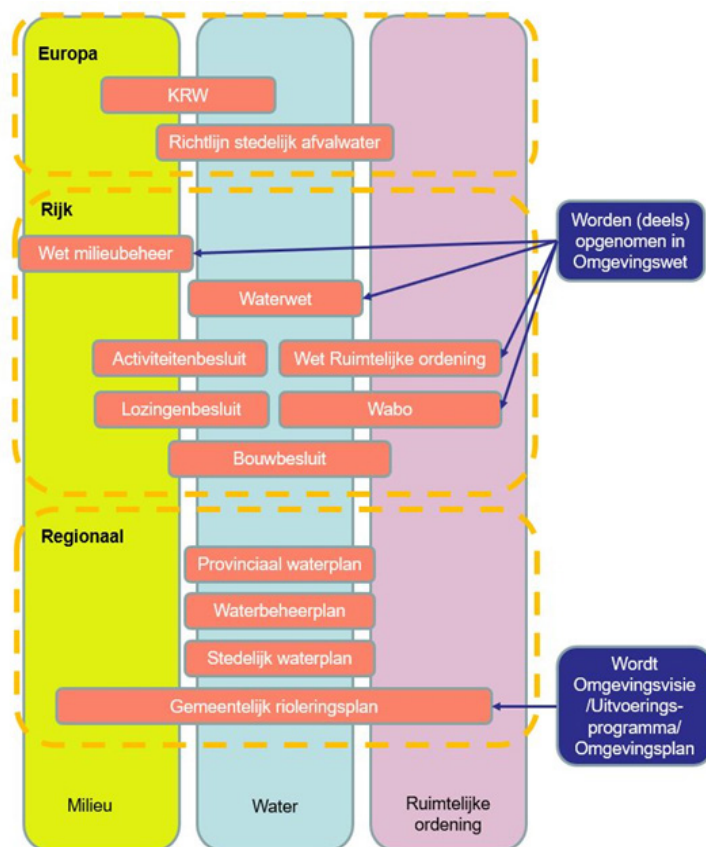 Europa
KRW
Richtlijn stedelijk afvalwater
Rijk
Wet milieubeheer
Worden (deels)
opgenomen in
Omgevingswet
Waterwet
Activiteitenbesluit
Wet Ruimtelijke ordening
Lozingenbesluit
Wabo
Bouwbesluit
Regionaal
Provinciaal waterplan
Waterbeheerplan
Stedelijk waterplan
Gemeentelijk rioleringsplan
Wordt
Omgevingsvisie
/Uitvoerings-
programma/
Omgevingsplan
Milieu
Water
Ruimtelijke
ordening